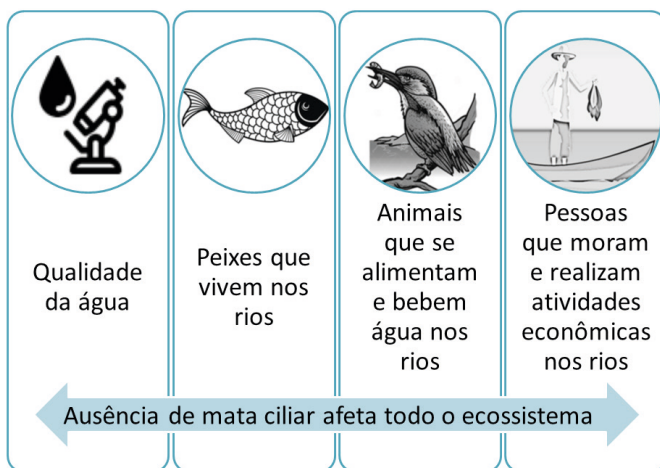 Qualidade
da água
Peixes que
vivem nos
rios
Animais
que se
alimentam
e bebem
água nos
rios
Pessoas
que moram
e realizam
atividades
econômicas
nos rios
Ausência de mata ciliar afeta todo o ecossistema